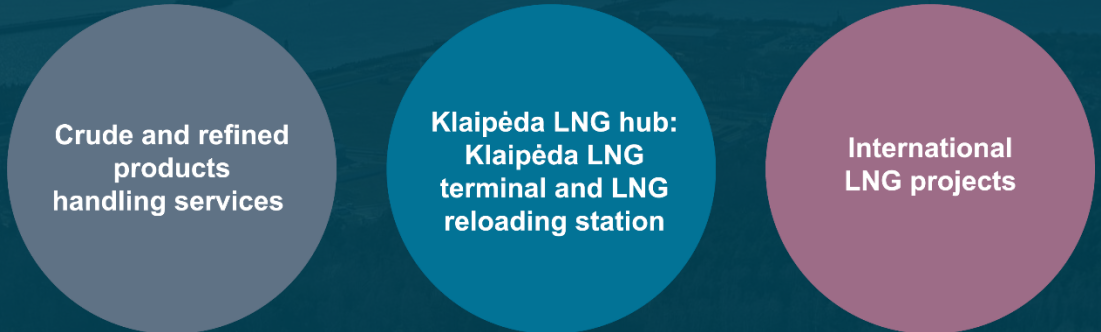 Crude and refined
products
handling services
Klaipėda LNG hub:
Klaipėda LNG
terminal and LNG
reloading station
International
LNG projects